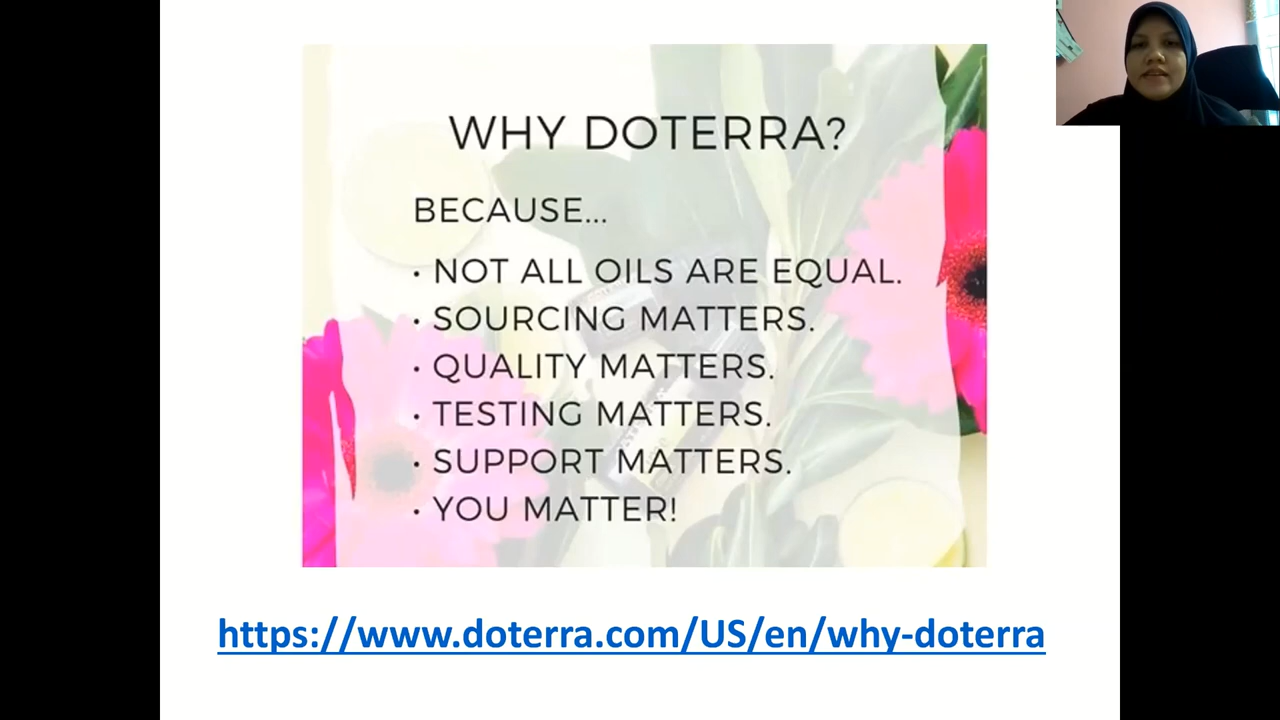 WHY DOTERRA?
BECAUSE...
• NOT ALL OILS ARE EQUAL.
• SOURCING MATTERS.
• QUALITY MATTERS.
• TESTING MATTERS.
• SUPPORT MATTERS.
• YOU MATTER!
https://www.doterra.com/US/en/why-doterra